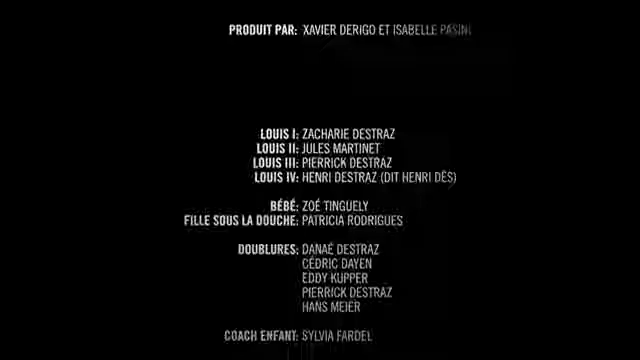 PRODUIT PAR: XAVIER DERIGO ET ISABELLE PASINI
LOUIS I: ZACHARIE DESTRAZ
LOUIS II: JULES MARTINET
LOUIS III: PIERRICK DESTRAZ
LOUIS IV: HENRI DESTRAZ (DIT HENRI DÈS)
BÉBÉ: ZOÉ TINGUELY
FILLE SOUS LA DOUCHE: PATRICIA RODRIGUES
DOUBLURES: DANAÉ DESTRAZ
CÉDRIC DAYEN
EDDY KUPPER
PIERRICK DESTRAZ
HANS MEIER
COACH ENFANT: SYLVIA FARDEL